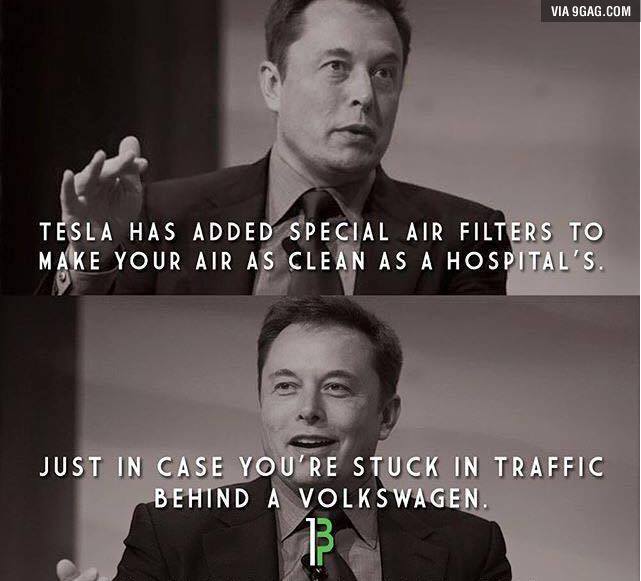 VIA 9GAG.COM
TESLA HAS ADDED SPECIAL AIR FILTERS TO
MAKE YOUR AIR AS CLEAN AS A HOSPITAL'S.
JUST IN CASE YOU'RE STUCK IN TRAFFIC
BEHIND A VOLKSWAGEN.